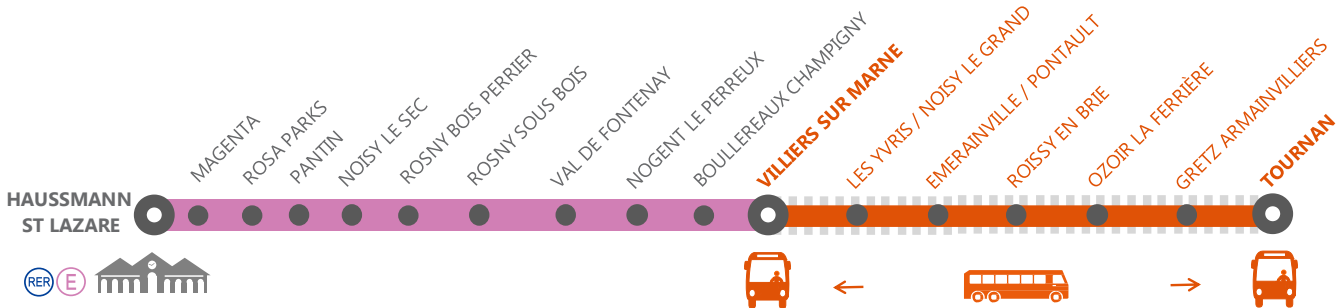 HAUSSMANN
ST LAZARE
MAGENTA
ROSA PARKS
PANTIN
NOISY LE SEC
ROSNY BOIS PERRIER
ROSNY SOUS BOIS
VAL DE FONTENAY
NOGENT LE PERREUX
BOULLEREAUX CHAMPIGNY
VILLIERS SUR MARNE
LES YVRIS / NOISY LE GRAND
EMERAINVILLE / PONTAULT
ROISSY EN BRIE
OZOIR LA FERRIÈRE
GRETZ ARMAINVILLIERS
TOURNAN
RER E